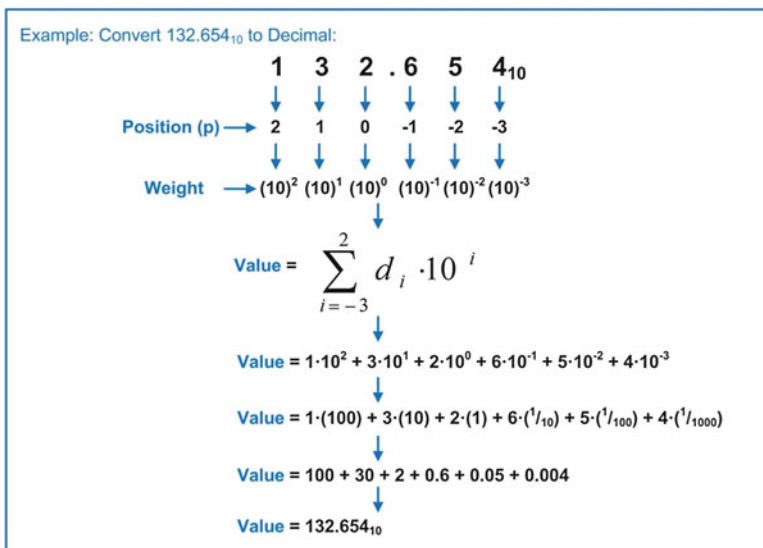 Example: Convert 132.654₁₀ to Decimal:
1 3 2 . 6 5 4₁₀
Position (p) 2 1 0 -1 -2 -3
Weight (10)² (10)¹ (10)⁰ (10)⁻¹ (10)⁻² (10)⁻³
Value = ∑ᵢ₌₋₃² dᵢ ·10ⁱ
Value = 1·10² + 3·10¹ + 2·10⁰ + 6·10⁻¹ + 5·10⁻² + 4·10⁻³
Value = 1·(100) + 3·(10) + 2·(1) + 6·(¹/₁₀) + 5·(¹/₁₀₀) + 4·(¹/₁₀₀₀)
Value = 100 + 30 + 2 + 0.6 + 0.05 + 0.004
Value = 132.654₁₀